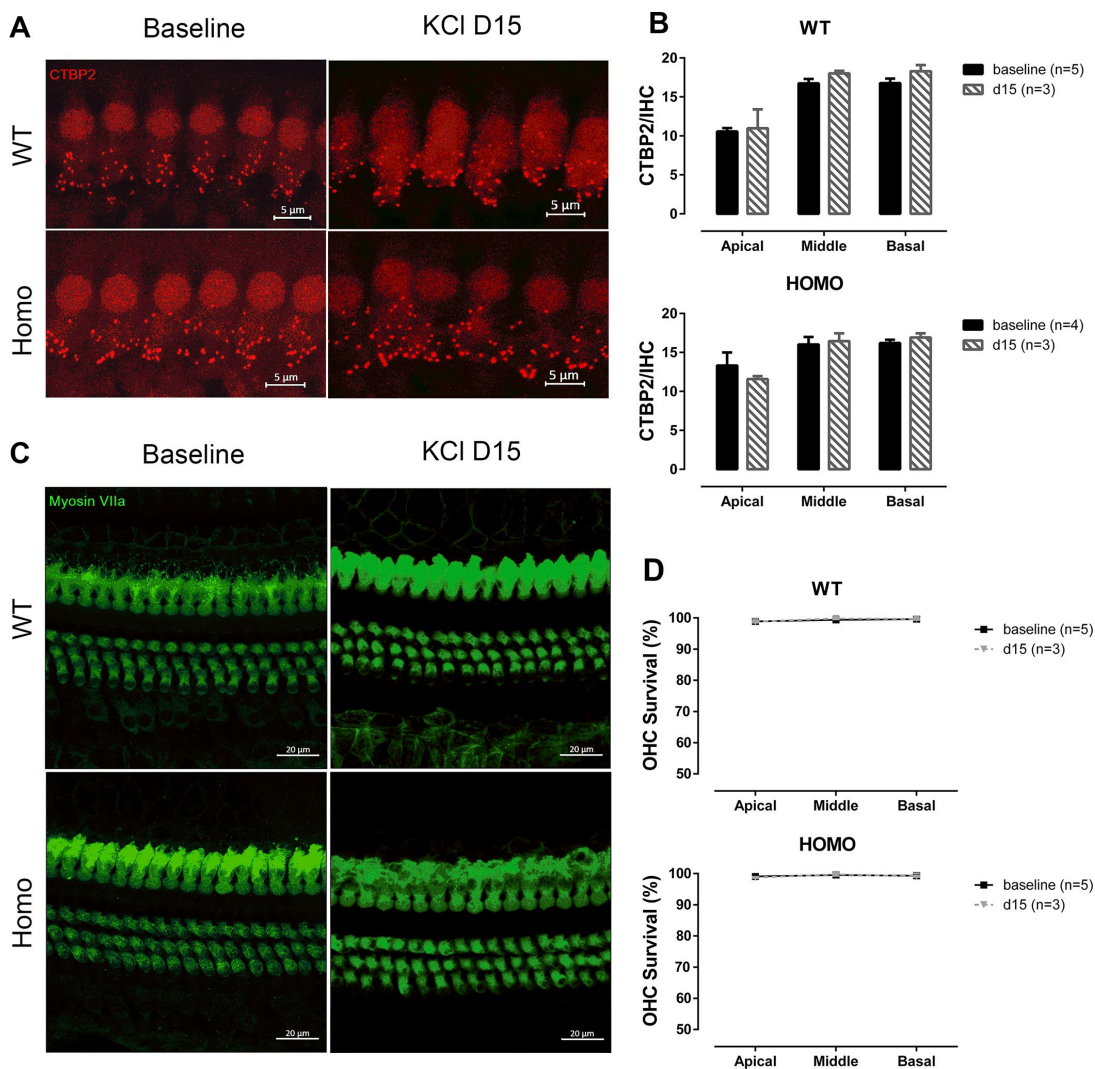 A
Baseline
KCl D15
CTBP2
WT
5 µm
5 µm
Homo
5 µm
5 µm
B
WT
CTBP2/IHC
20
15
10
5
0
Apical
Middle
Basal
baseline (n=5)
d15 (n=3)
HOMO
CTBP2/IHC
20
15
10
5
0
Apical
Middle
Basal
baseline (n=4)
d15 (n=3)
C
Baseline
KCl D15
Myosin VIIa
WT
20 µm
20 µm
Homo
20 µm
20 µm
D
WT
OHC Survival (%)
100
90
80
70
60
50
Apical
Middle
Basal
baseline (n=5)
d15 (n=3)
HOMO
OHC Survival (%)
100
90
80
70
60
50
Apical
Middle
Basal
baseline (n=5)
d15 (n=3)